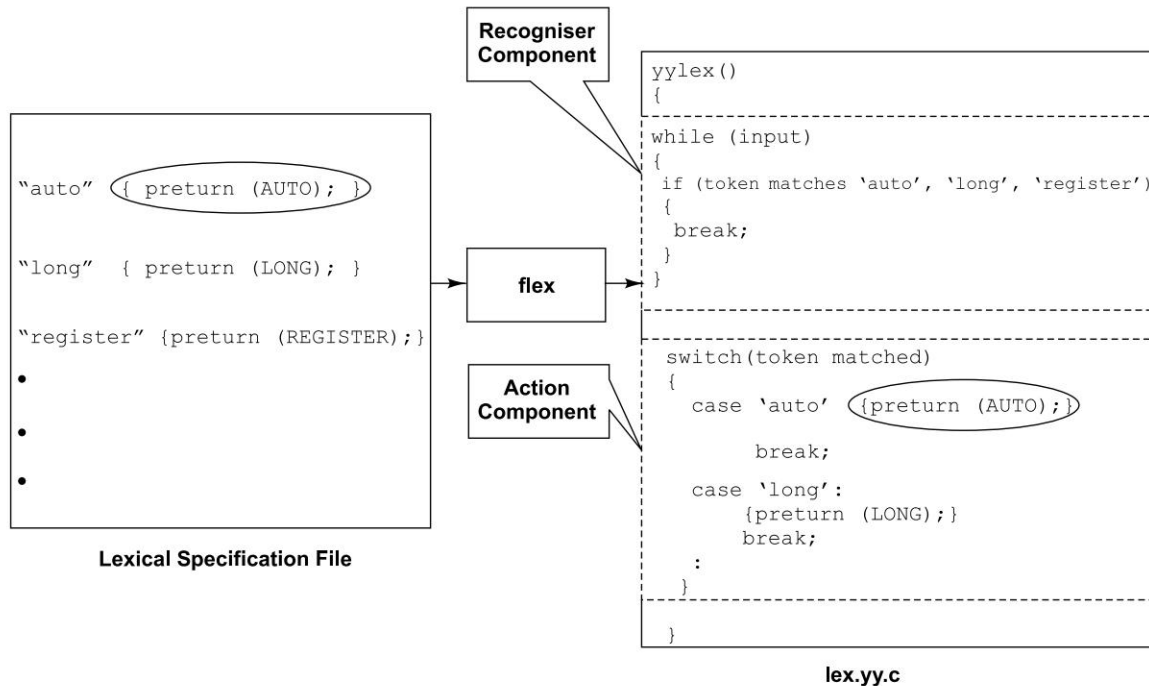 “auto” { preturn (AUTO); }
“long” { preturn (LONG); }
“register” {preturn (REGISTER);}
•
•
•
Lexical Specification File
flex
Recogniser
Component
Action
Component
yylex()
{
while (input)
{
if (token matches ‘auto’, ‘long’, ‘register’)
{
break;
}
}
switch(token matched)
{
case ‘auto’ {preturn (AUTO);}
break;
case ‘long’:
{preturn (LONG);}
break;
:
}
}
lex.yy.c